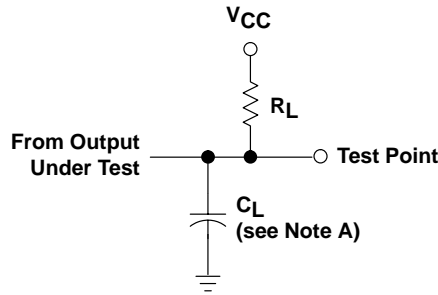 VCC
RL
From Output
Under Test
Test Point
CL
(see Note A)